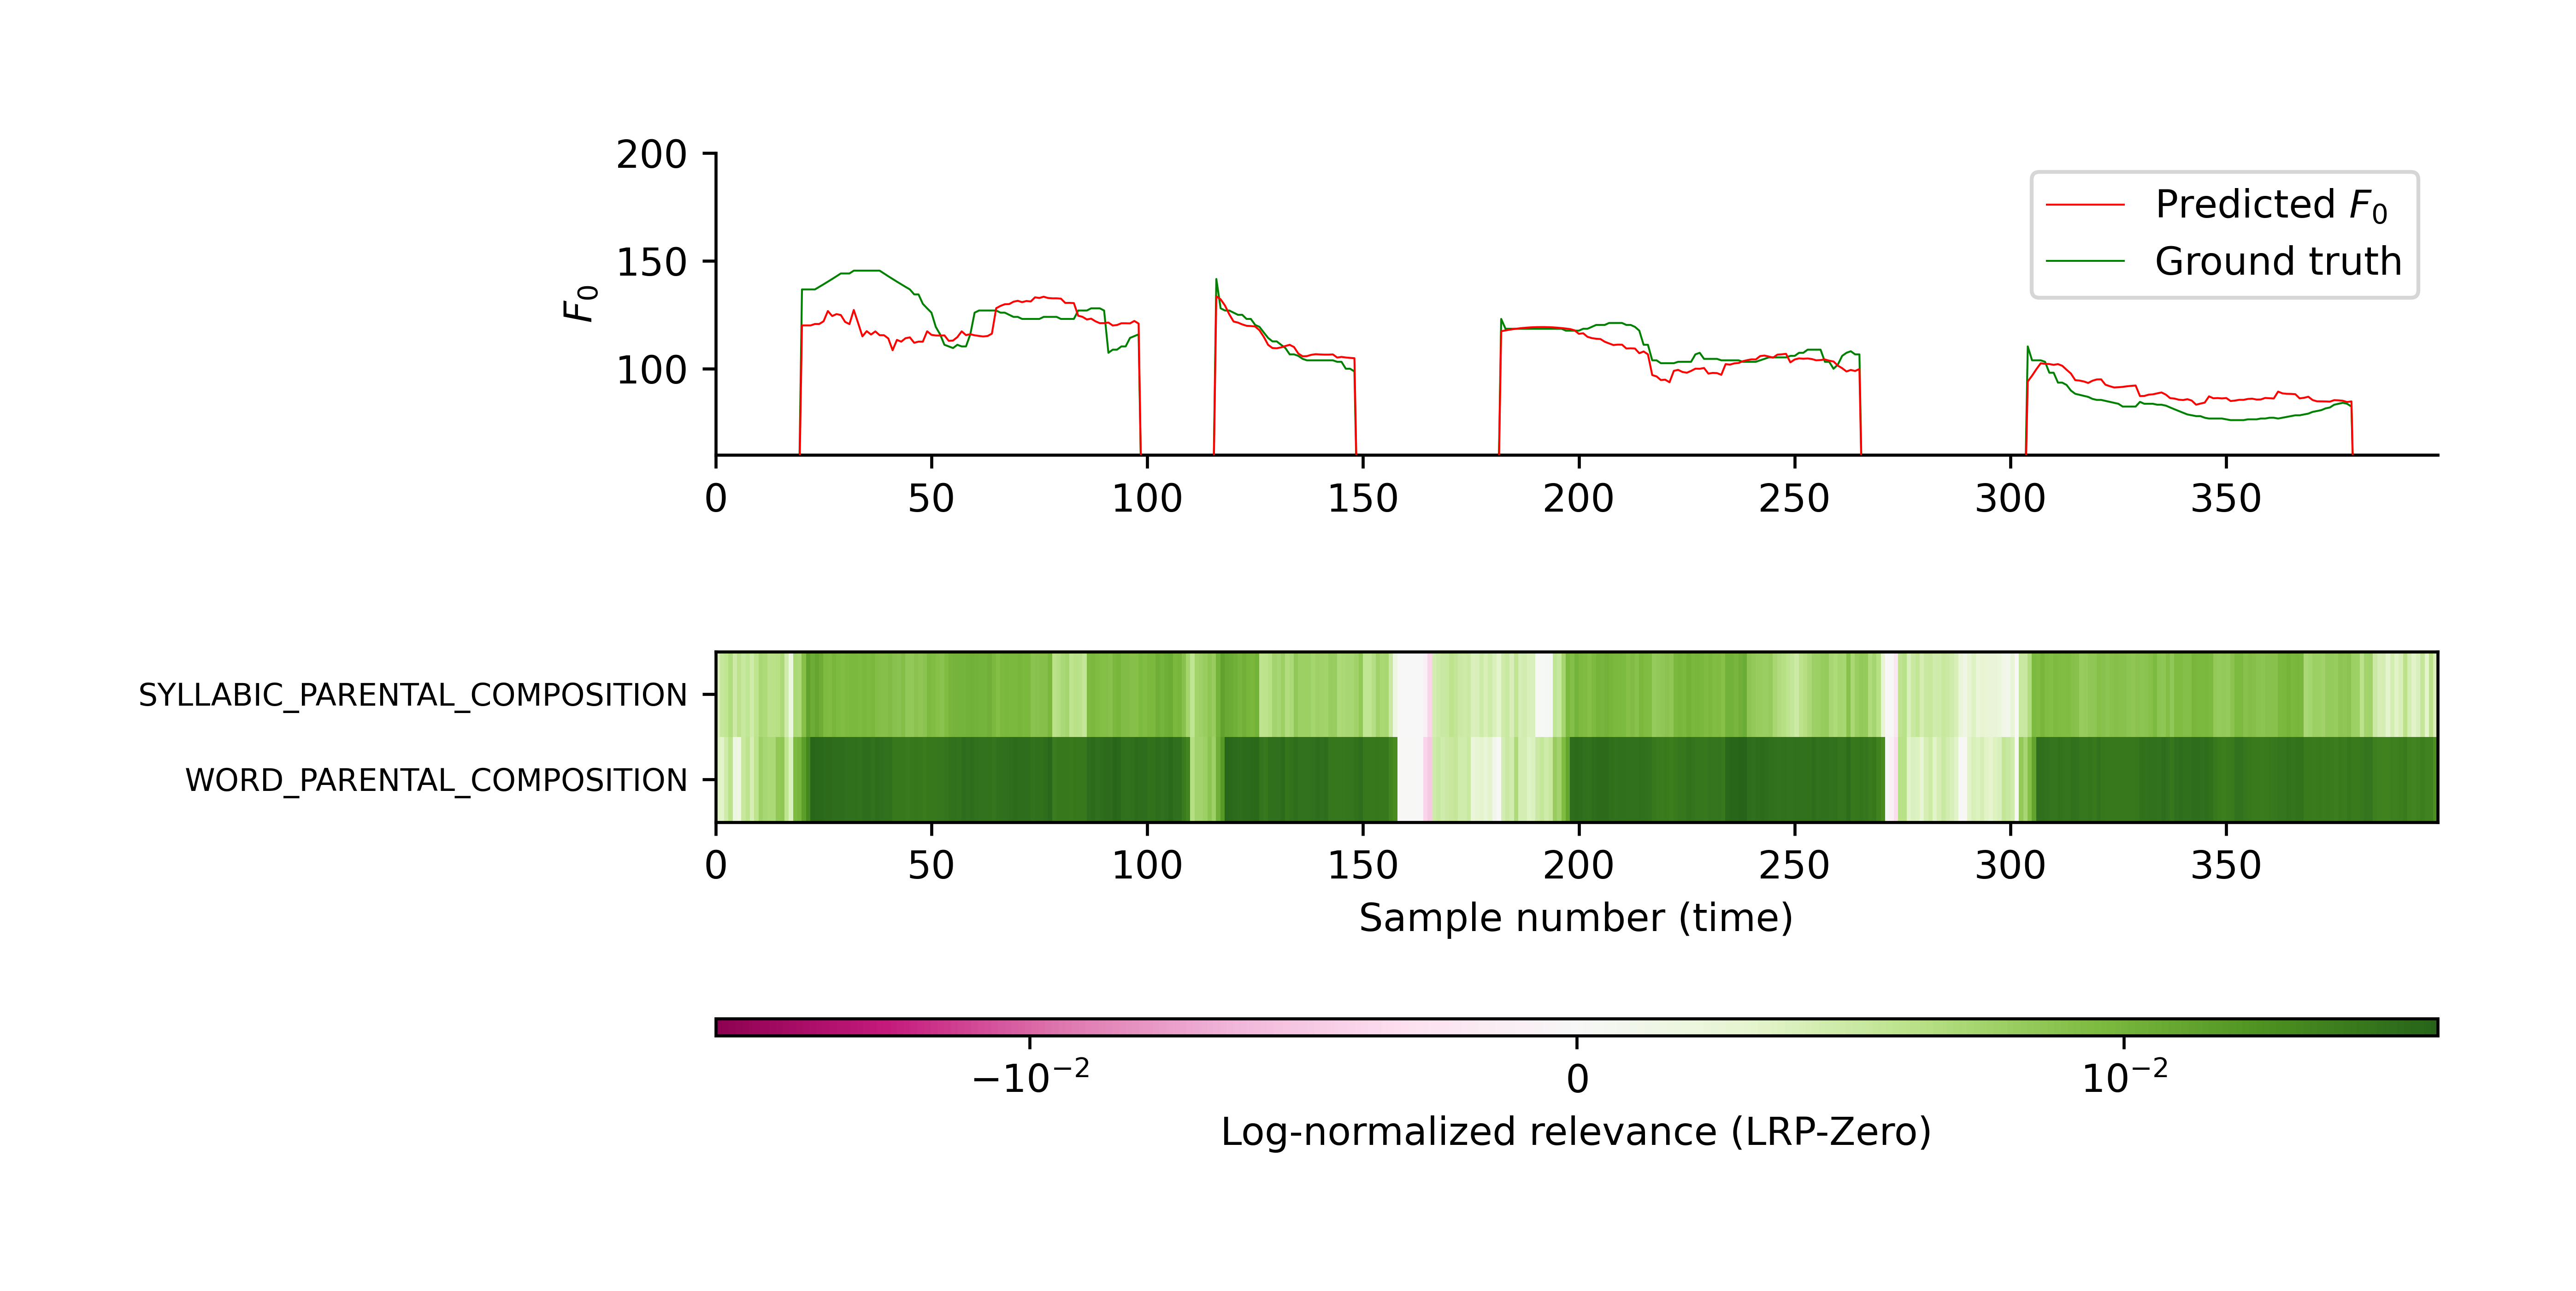 200
150
100
F₀
Predicted F₀
Ground truth
0 50 100 150 200 250 300 350
SYLLABIC_PARENTAL_COMPOSITION
WORD_PARENTAL_COMPOSITION
0 50 100 150 200 250 300 350
Sample number (time)
−10⁻² 0 10⁻²
Log-normalized relevance (LRP-Zero)